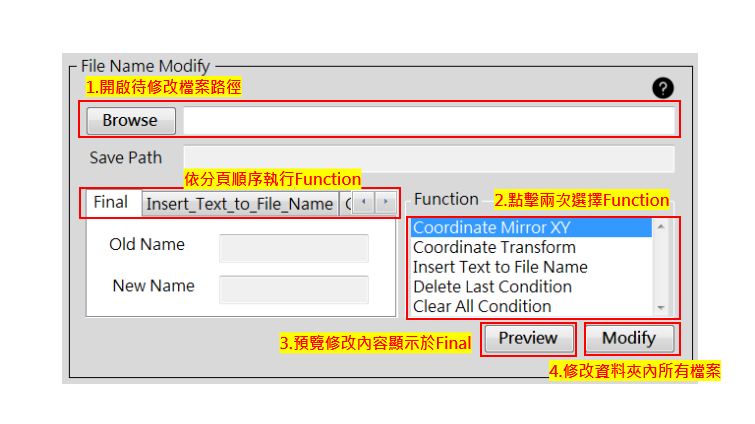 File Name Modify
1.開啟待修改檔案路徑
?
Browse
Save Path
依分頁順序執行Function
Final
Insert_Text_to_File_Name
Function
2.點擊兩次選擇Function
Old Name
New Name
Coordinate Mirror XY
Coordinate Transform
Insert Text to File Name
Delete Last Condition
Clear All Condition
3.預覽修改內容顯示於Final
Preview
Modify
4.修改資料夾內所有檔案